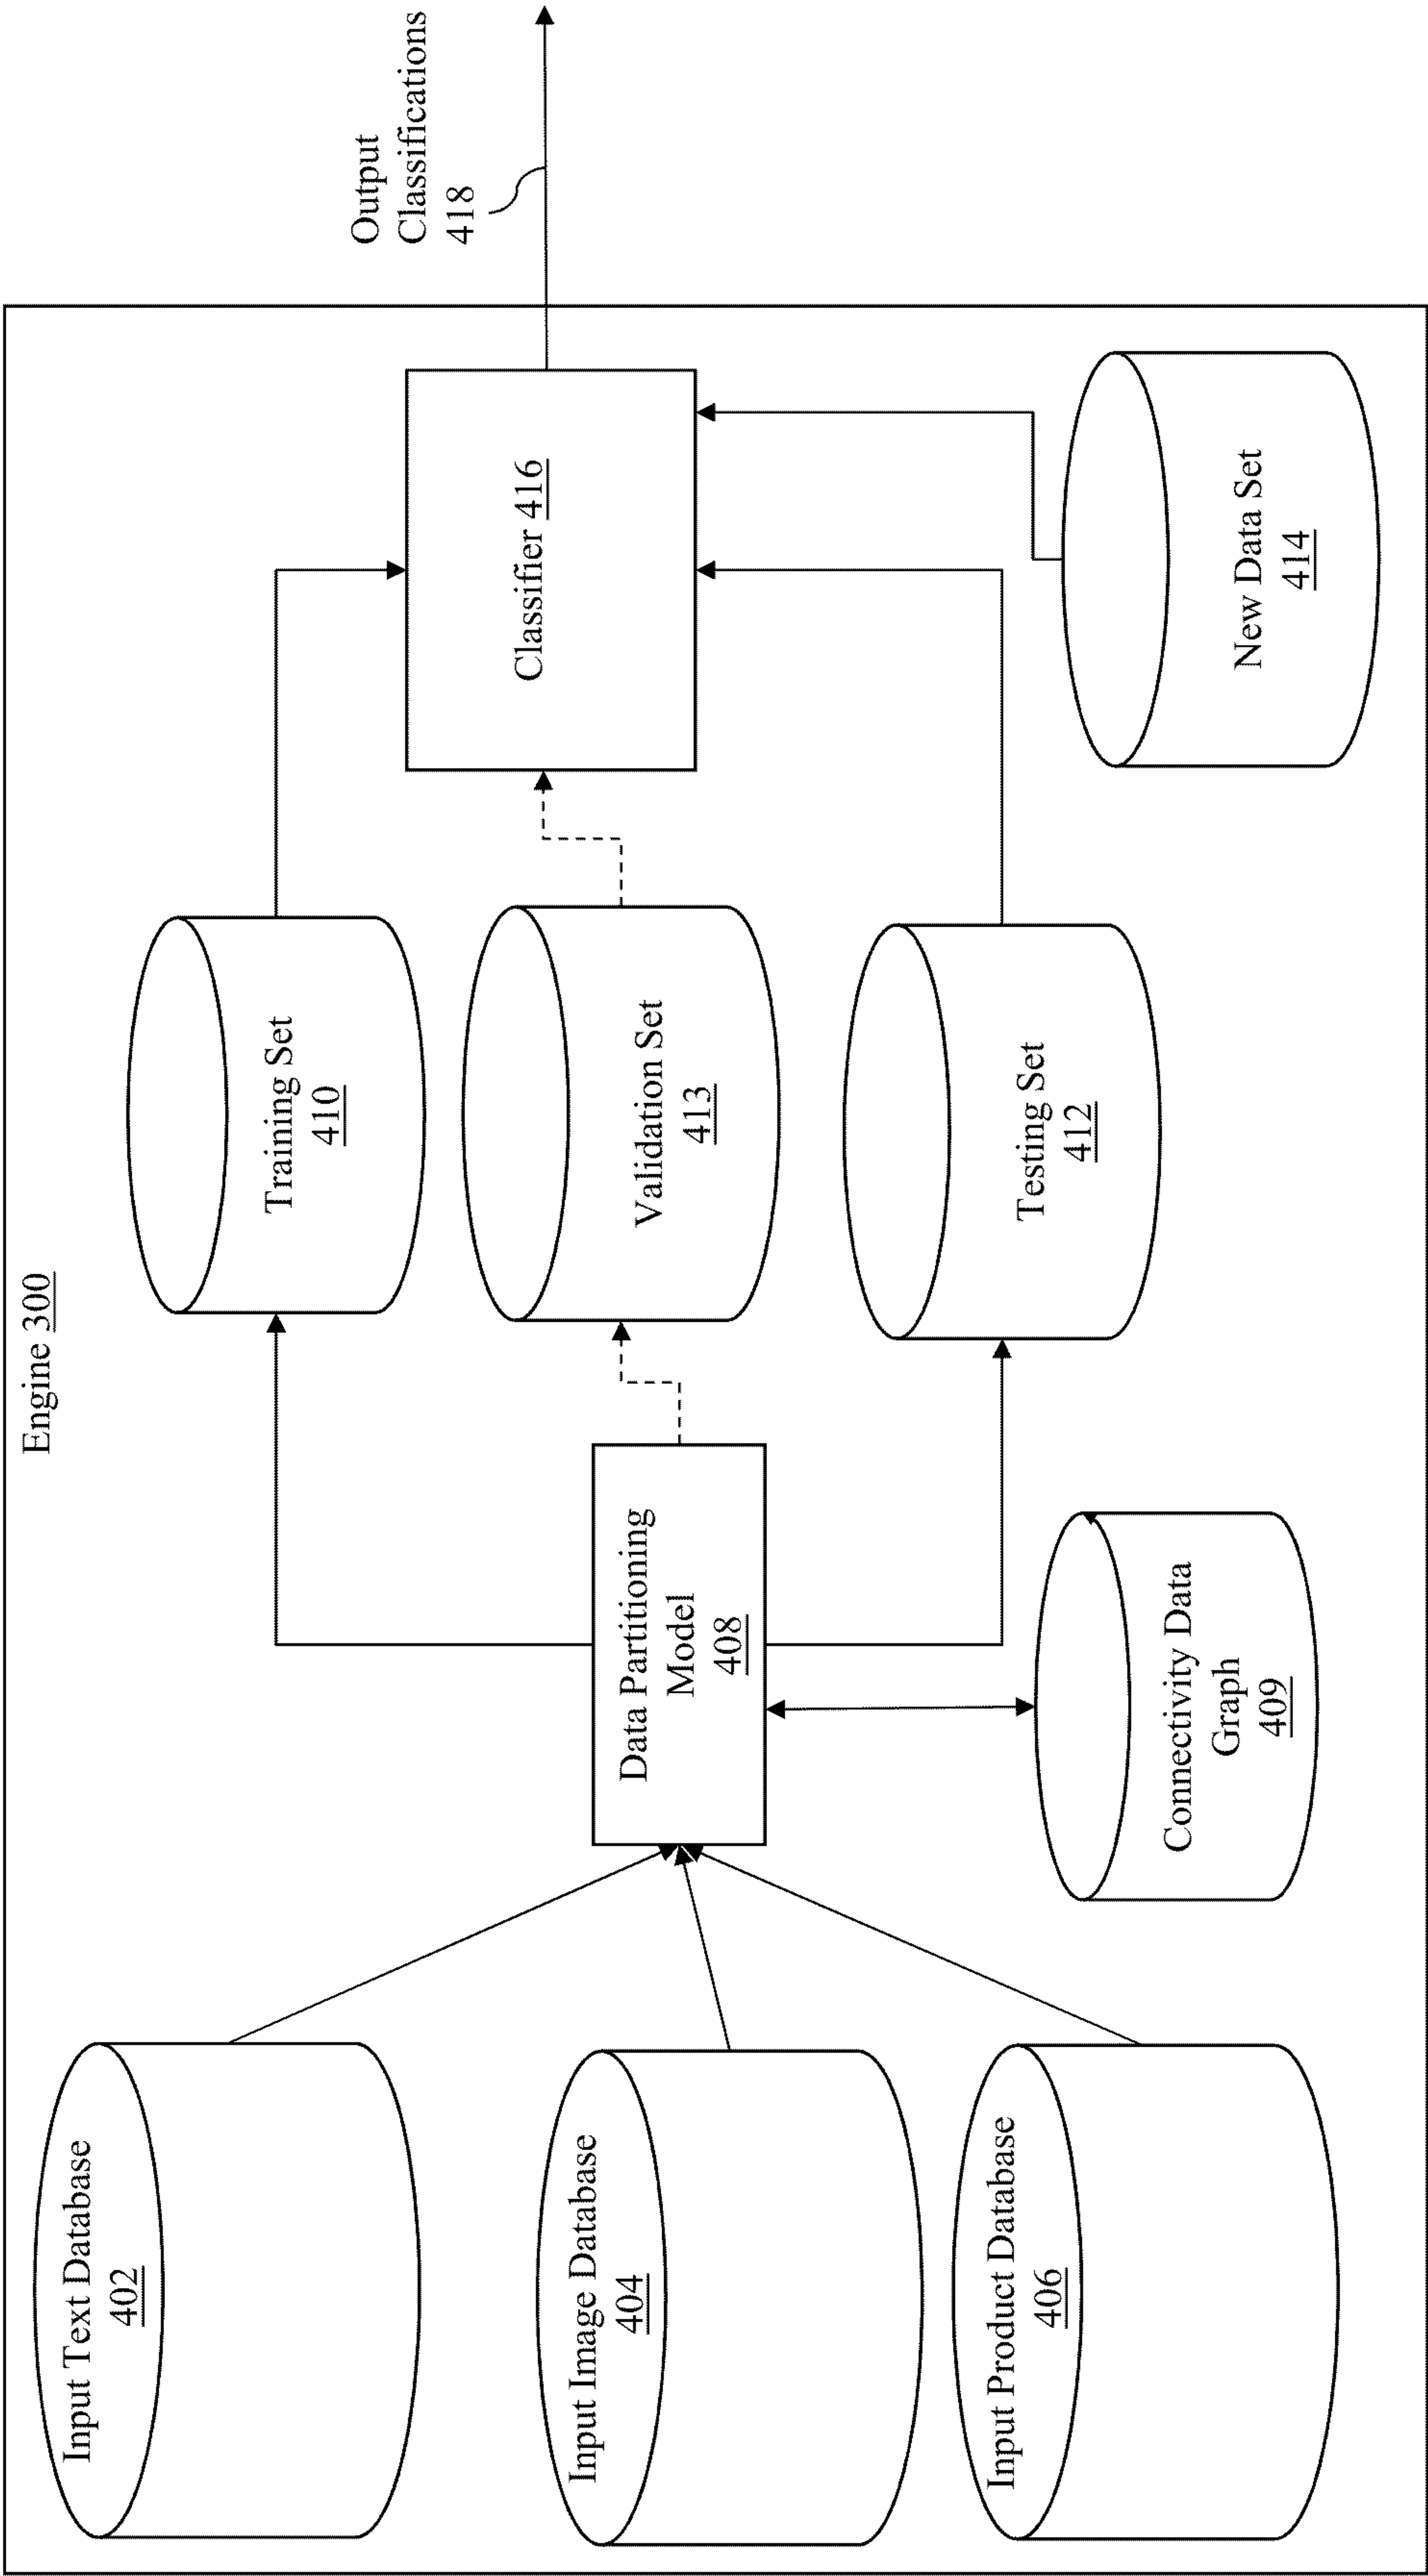 Engine 300
Input Text Database
402
Input Image Database
404
Input Product Database
406
Data Partitioning
Model
408
Connectivity Data
Graph
409
Training Set
410
Validation Set
413
Testing Set
412
Classifier 416
New Data Set
414
Output
Classifications
418